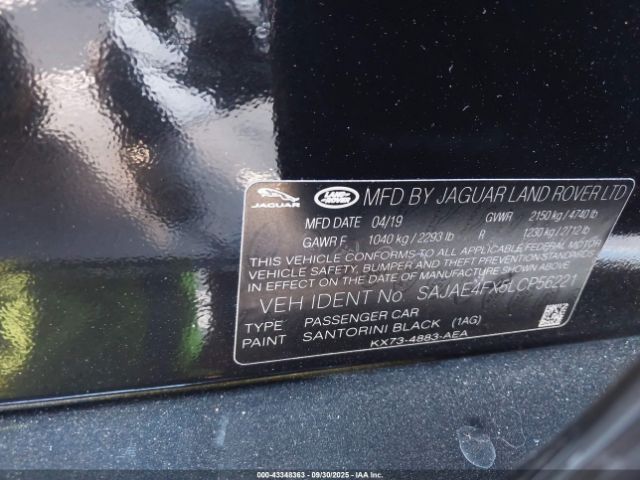 JAGUAR LAND ROVER MFD BY JAGUAR LAND ROVER LTD
MFD DATE 04/19 GVWR 2150 kg / 4740 lb
GAWR F 1040 kg / 2293 lb R 1230 kg / 2712 lb
THIS VEHICLE CONFORMS TO ALL APPLICABLE FEDERAL MOTOR
VEHICLE SAFETY, BUMPER AND THEFT PREVENTION STANDARDS
IN EFFECT ON THE DATE OF MANUFACTURE SHOWN ABOVE
VEH IDENT No. SAJAE4FX5LCP56221
TYPE PASSENGER CAR
PAINT SANTORINI BLACK (1AG)
KX73-4883-AEA
© 43348363 - 09/30/2025 - IAA Inc.